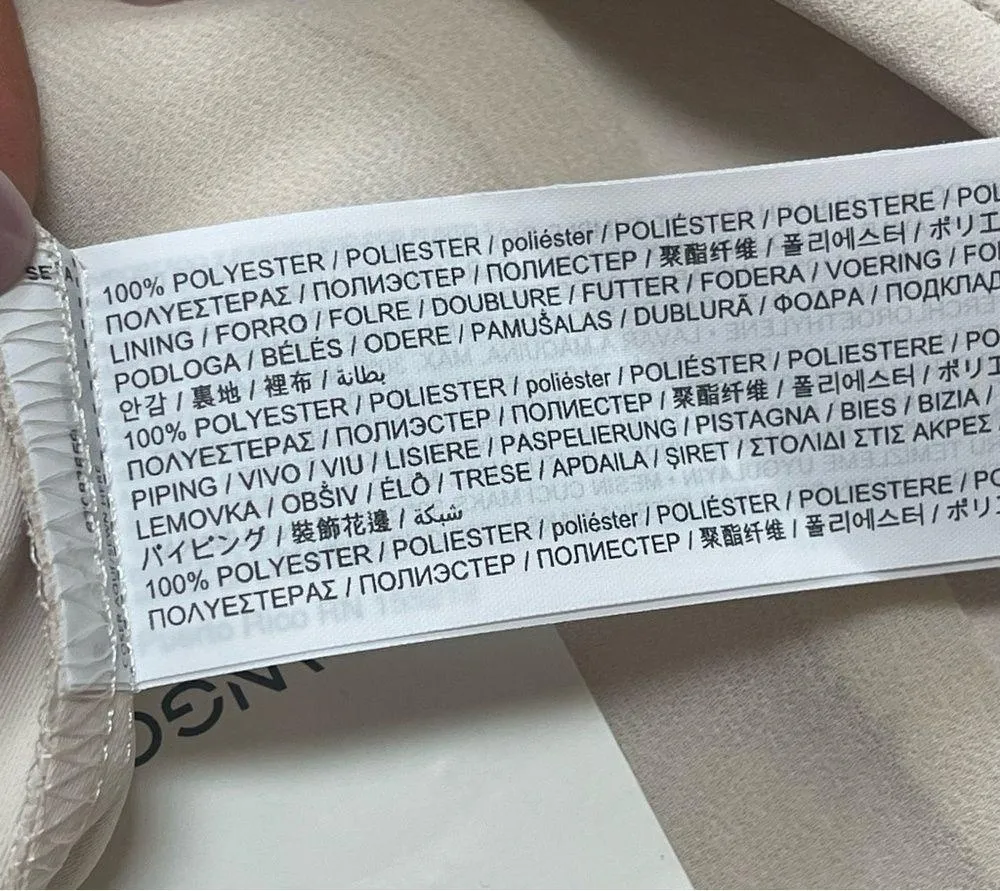 100% POLYESTER / POLIESTER / poliéster / POLIÉSTER / POLIESTERE / POL
ΠΟΛΥΕΣΤΕΡΑΣ / ПОЛИЭСТЕР / ПОЛИЕСТЕР / 聚酯纤维 / 폴리에스터 / ポリエ
LINING / FORRO / FOLRE / DOUBLURE / FUTTER / FODERA / VOERING / FO
PODLOGA / BÉLÉS / ODERE / PAMUŠALAS / DUBLURĂ / ΦΟΔΡΑ / ПОДКЛАД
안감 / 裏地 / 裡布 / بطانة
100% POLYESTER / POLIESTER / poliéster / POLIÉSTER / POLIESTERE / PO
ΠΟΛΥΕΣΤΕΡΑΣ / ПОЛИЭСТЕР / ПОЛИЕСТЕР / 聚酯纤维 / 폴리에스터 / ポリ
PIPING / VIVO / VIU / LISIERE / PASPELIERUNG / PISTAGNA / BIES / BIZIA /
LEMOVKA / OBŠIV / ÉLŐ / TRESE / APDAILA / ŞIRET / ΣΤΟΛΙΔΙ ΣΤΙΣ ΑΚΡΕΣ
パイピング / 裝飾花邊 / شبكة
100% POLYESTER / POLIESTER / poliéster / POLIÉSTER / POLIESTERE / PO
ΠΟΛΥΕΣΤΕΡΑΣ / ПОЛИЭСТЕР / ПОЛИЕСТЕР / 聚酯纤维 / 폴리에스터 / ポリ
NGO